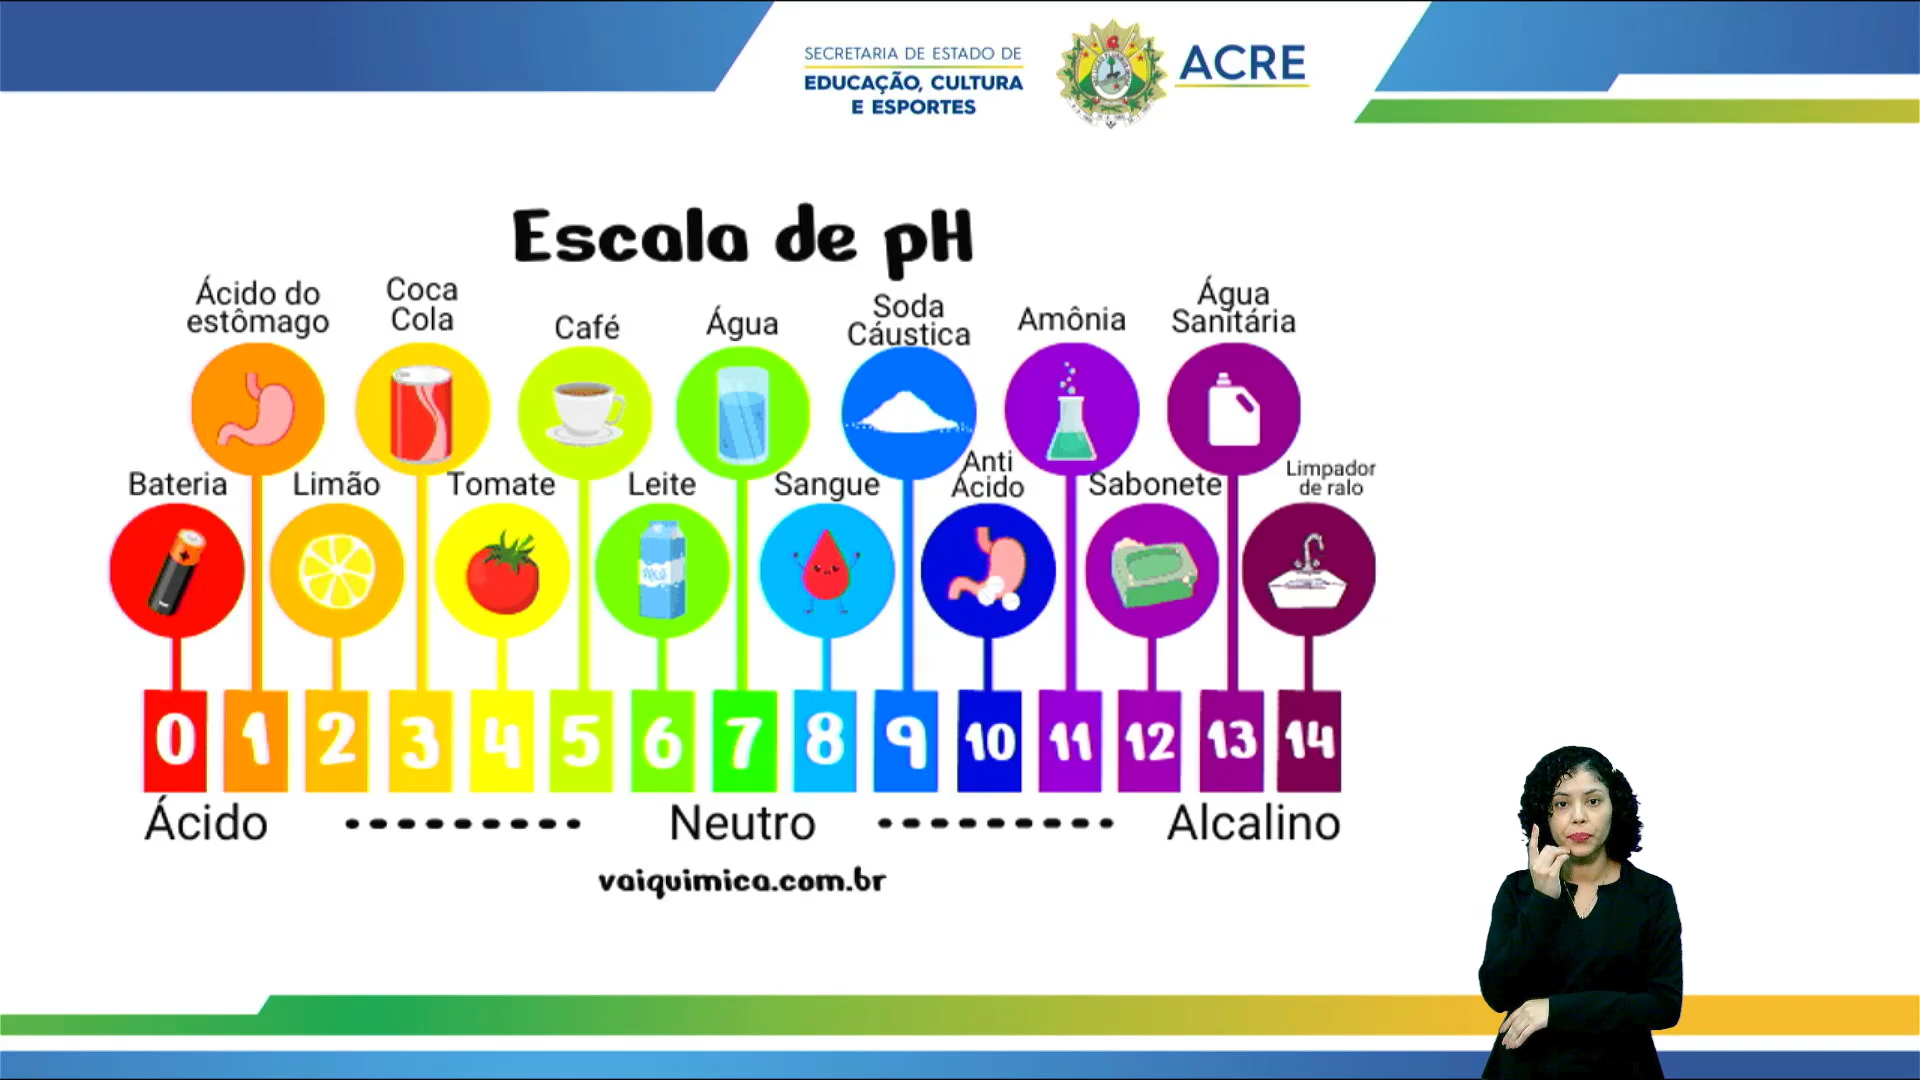 SECRETARIA DE ESTADO DE
EDUCAÇÃO, CULTURA
E ESPORTES
ACRE
Escala de pH
Ácido do
estômago
Coca
Cola
Café
Água
Soda
Cáustica
Amônia
Água
Sanitária
Bateria
Limão
Tomate
Leite
Sangue
Anti
Ácido
Sabonete
Limpador
de ralo
0 1 2 3 4 5 6 7 8 9 10 11 12 13 14
Ácido ---------- Neutro ---------- Alcalino
vaiquimica.com.br